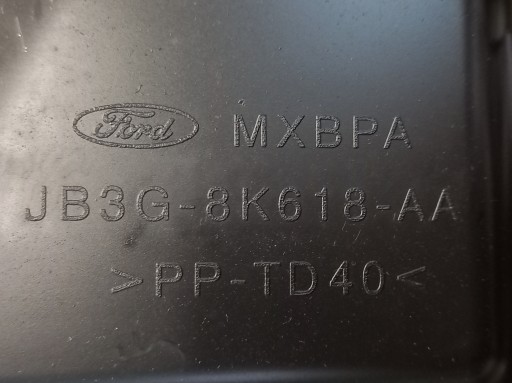 Ford MXBPA
JB3G-8K618-AA
>PP-TD40<